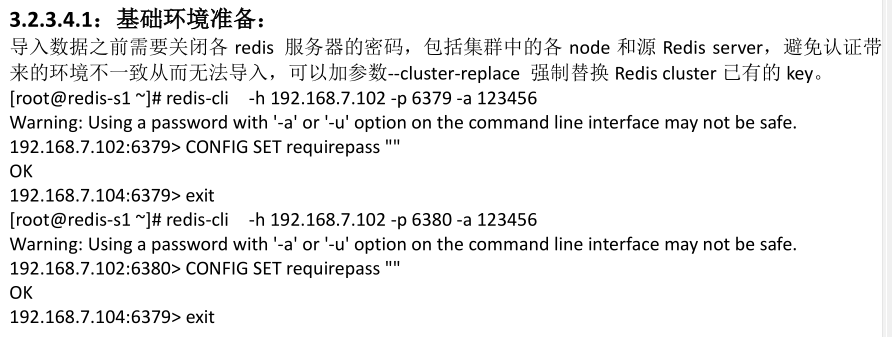 3.2.3.4.1：基础环境准备：
导入数据之前需要关闭各 redis 服务器的密码，包括集群中的各 node 和源 Redis server，避免认证带
来的环境不一致从而无法导入，可以加参数--cluster-replace 强制替换 Redis cluster 已有的 key。
[root@redis-s1 ~]# redis-cli -h 192.168.7.102 -p 6379 -a 123456
Warning: Using a password with '-a' or '-u' option on the command line interface may not be safe.
192.168.7.102:6379> CONFIG SET requirepass ""
OK
192.168.7.104:6379> exit
[root@redis-s1 ~]# redis-cli -h 192.168.7.102 -p 6380 -a 123456
Warning: Using a password with '-a' or '-u' option on the command line interface may not be safe.
192.168.7.102:6380> CONFIG SET requirepass ""
OK
192.168.7.104:6379> exit